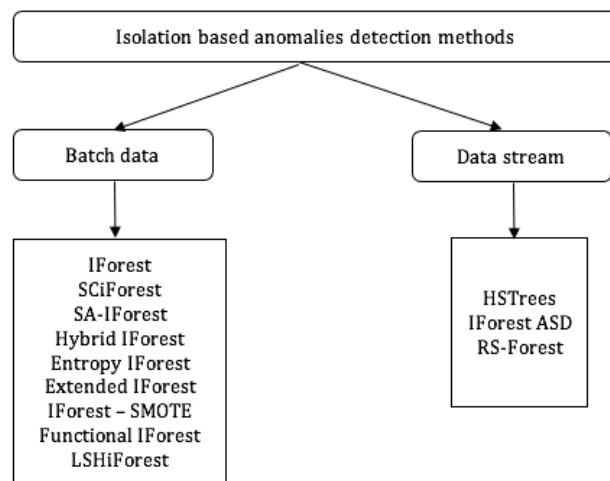 Isolation based anomalies detection methods
Batch data
Data stream
IForest
SCiForest
SA-IForest
Hybrid IForest
Entropy IForest
Extended IForest
IForest – SMOTE
Functional IForest
LSHiForest
HSTrees
IForest ASD
RS-Forest